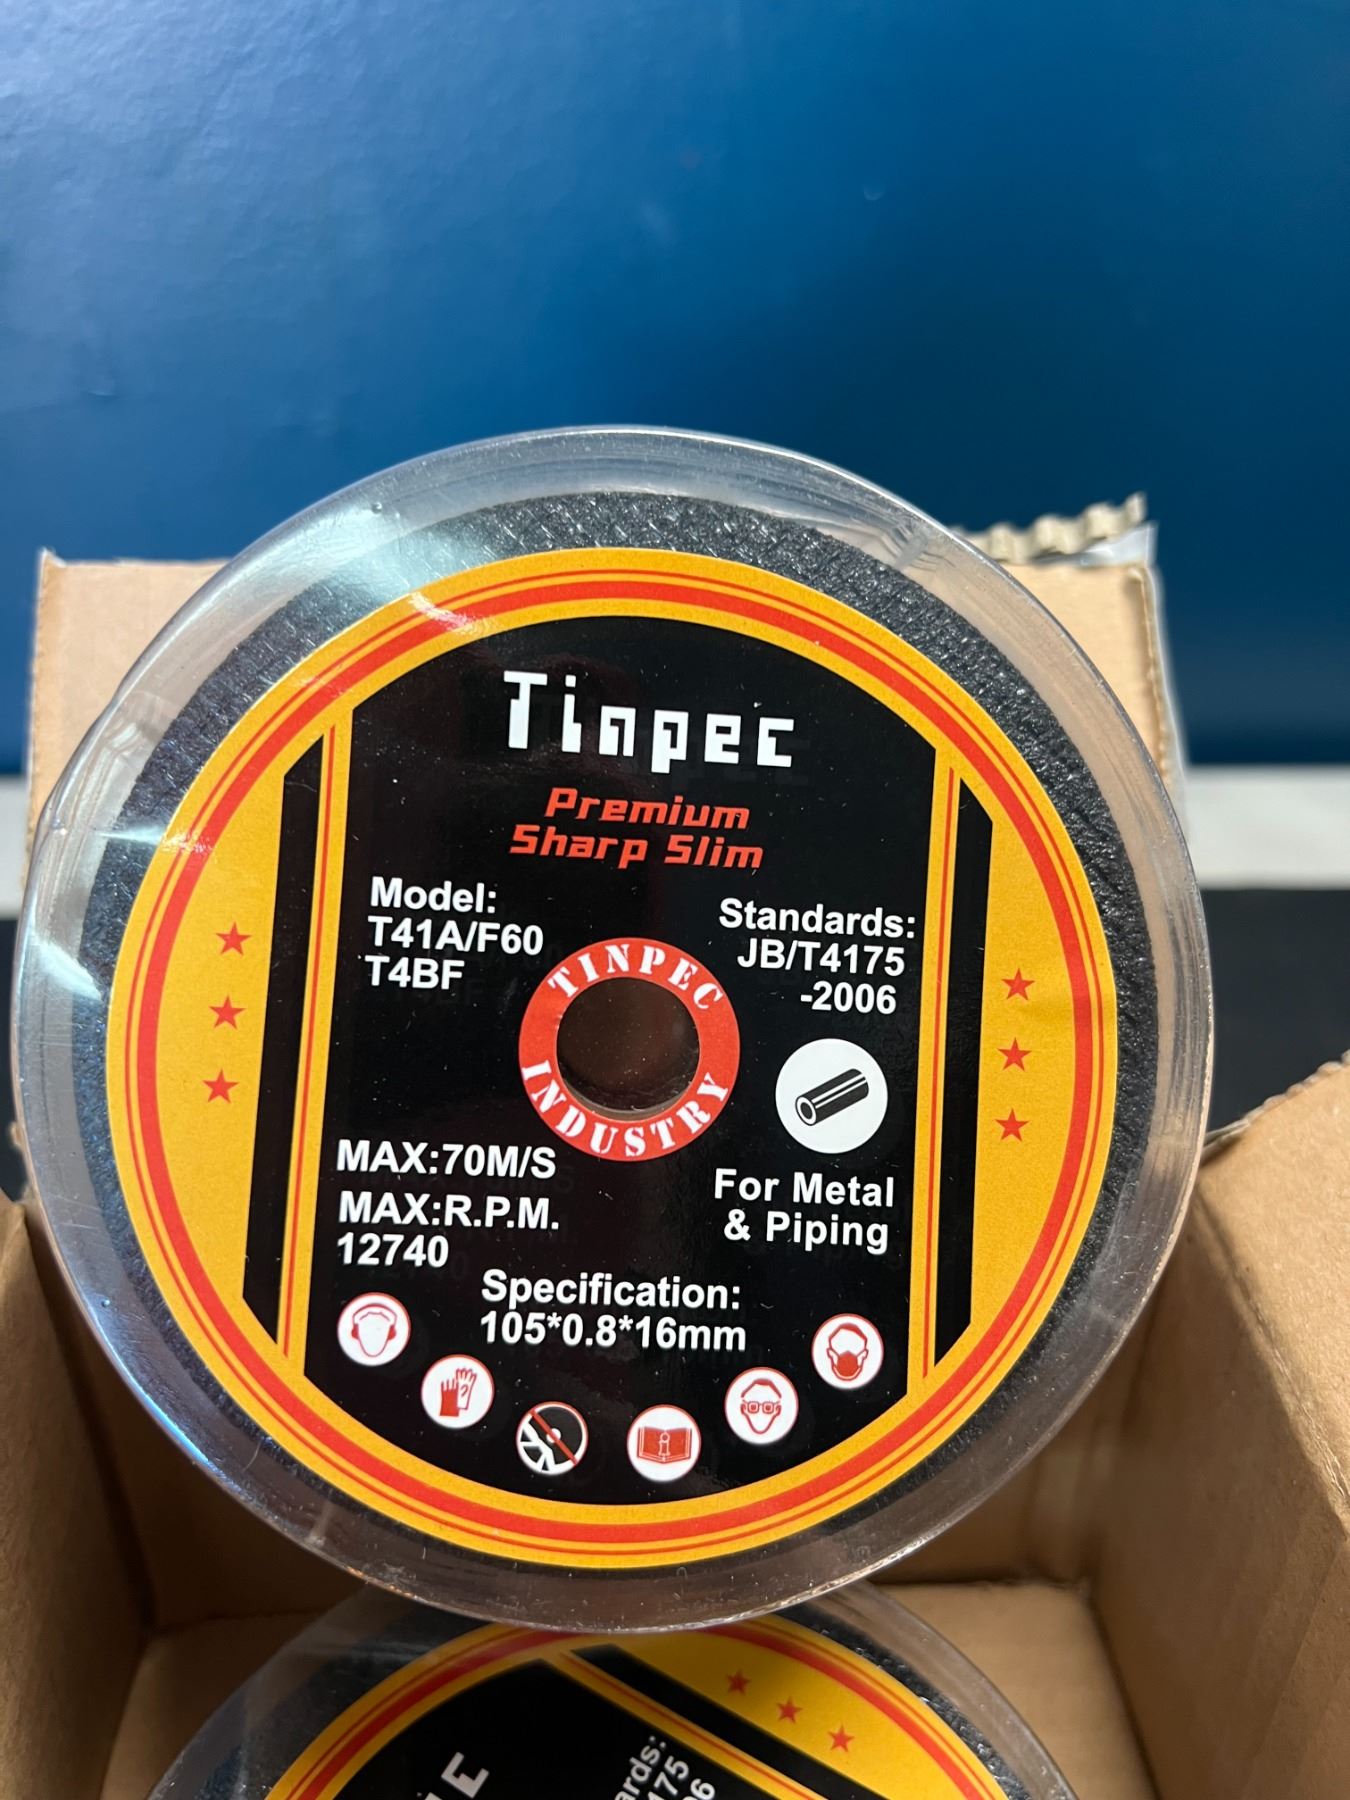 Tinpec
Premium
Sharp Slim
Model:
T41A/F60
T4BF
Standards:
JB/T4175
-2006
TINPEC
INDUSTRY
MAX:70M/S
MAX:R.P.M.
12740
For Metal
& Piping
Specification:
105*0.8*16mm